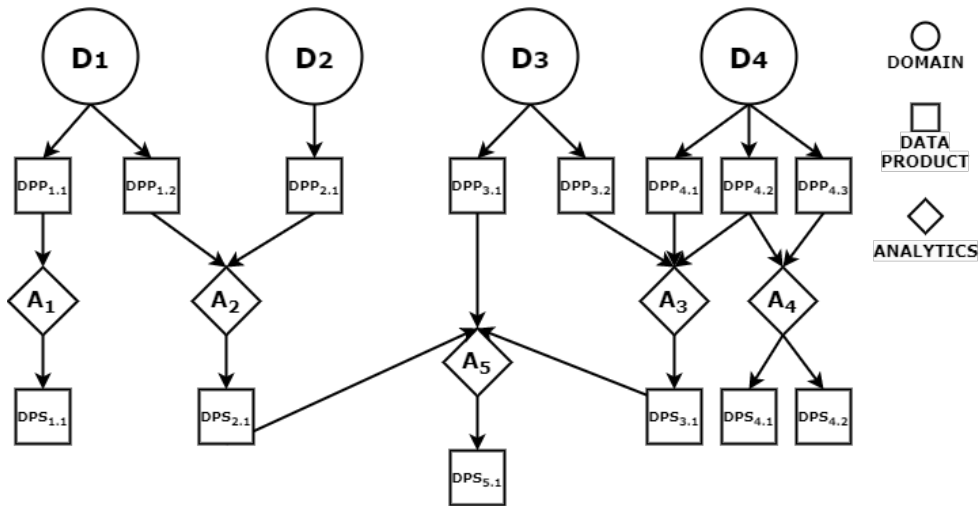 D1
D2
D3
D4
DOMAIN
DATA
PRODUCT
ANALYTICS
DPP1.1
DPP1.2
DPP2.1
DPP3.1
DPP3.2
DPP4.1
DPP4.2
DPP4.3
A1
A2
A3
A4
A5
DPS1.1
DPS2.1
DPS3.1
DPS4.1
DPS4.2
DPS5.1